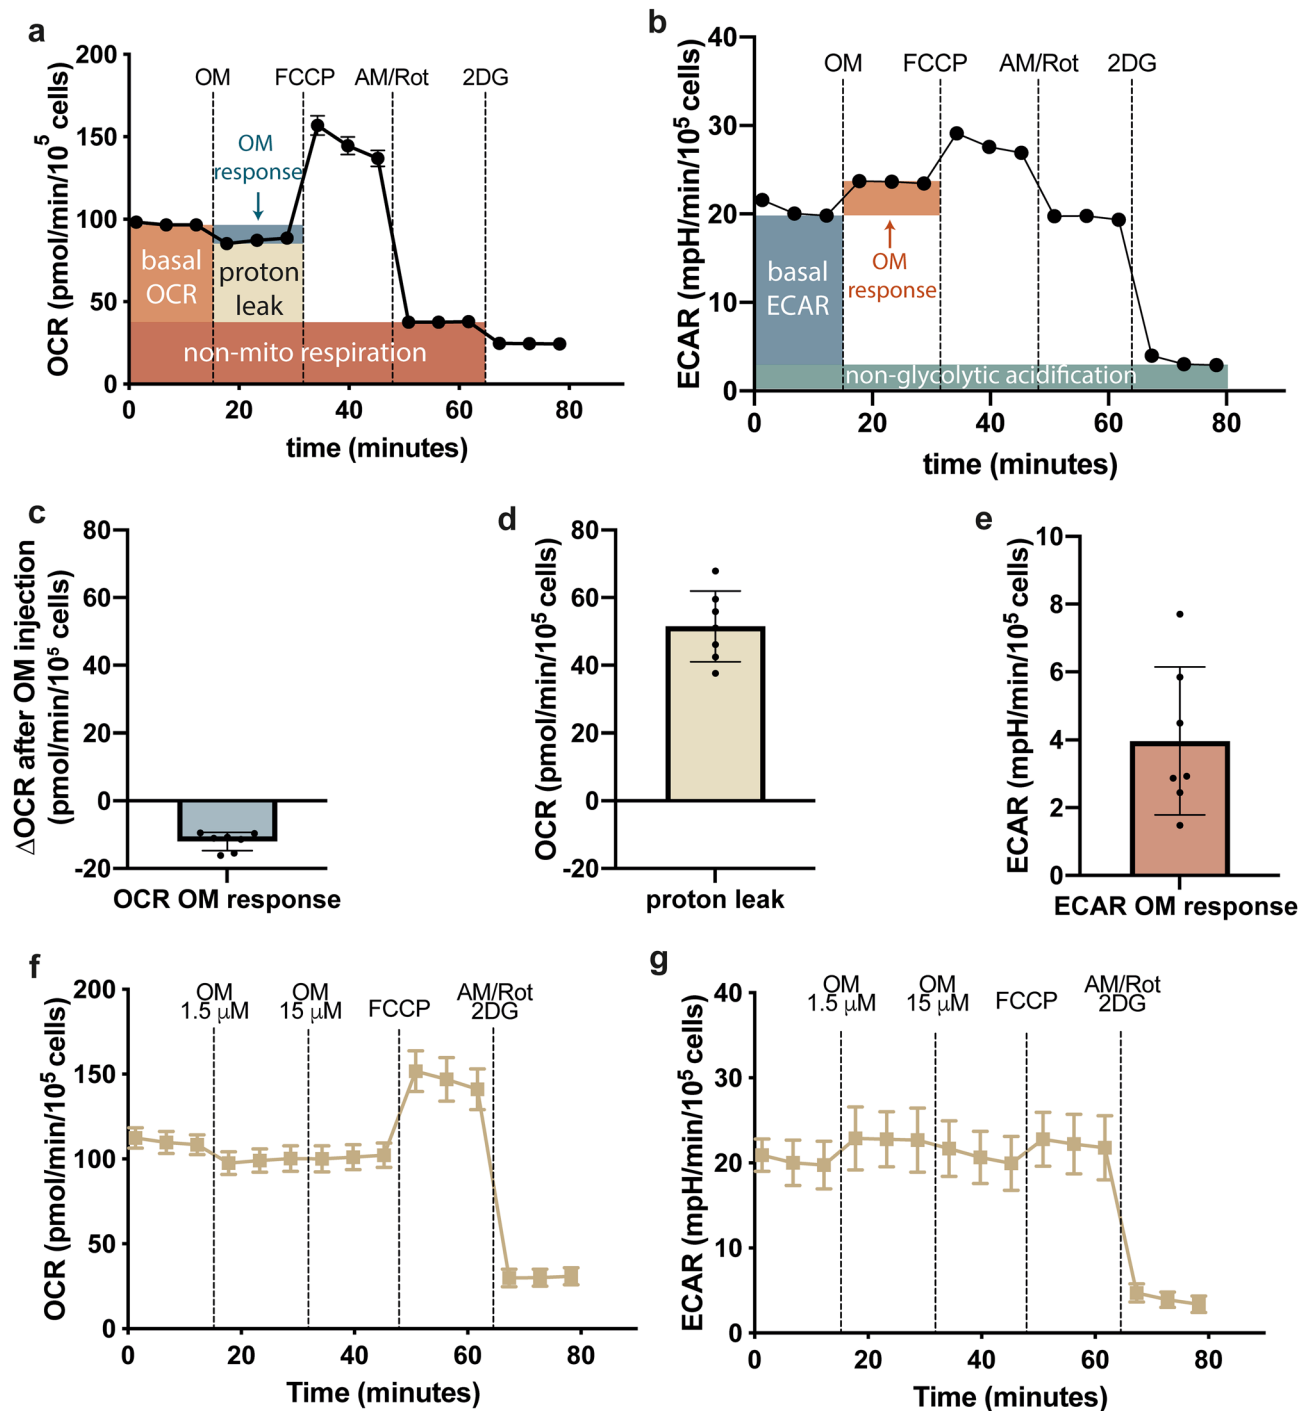 a
OCR (pmol/min/10⁵ cells)
200
150
100
50
0
OM
FCCP
AM/Rot
2DG
OM
response
basal
OCR
proton
leak
non-mito respiration
0
20
40
60
80
time (minutes)
b
ECAR (mpH/min/10⁵ cells)
40
30
20
10
0
OM
FCCP
AM/Rot
2DG
basal
ECAR
OM
response
non-glycolytic acidification
0
20
40
60
80
time (minutes)
c
ΔOCR after OM injection
(pmol/min/10⁵ cells)
80
60
40
20
0
-20
OCR OM response
d
OCR (pmol/min/10⁵ cells)
80
60
40
20
0
-20
proton leak
e
ECAR (mpH/min/10⁵ cells)
10
8
6
4
2
0
ECAR OM response
f
OCR (pmol/min/10⁵ cells)
200
150
100
50
0
OM
1.5 μM
OM
15 μM
FCCP
AM/Rot
2DG
0
20
40
60
80
Time (minutes)
g
ECAR (mpH/min/10⁵ cells)
40
30
20
10
0
OM
1.5 μM
OM
15 μM
FCCP
AM/Rot
2DG
0
20
40
60
80
Time (minutes)